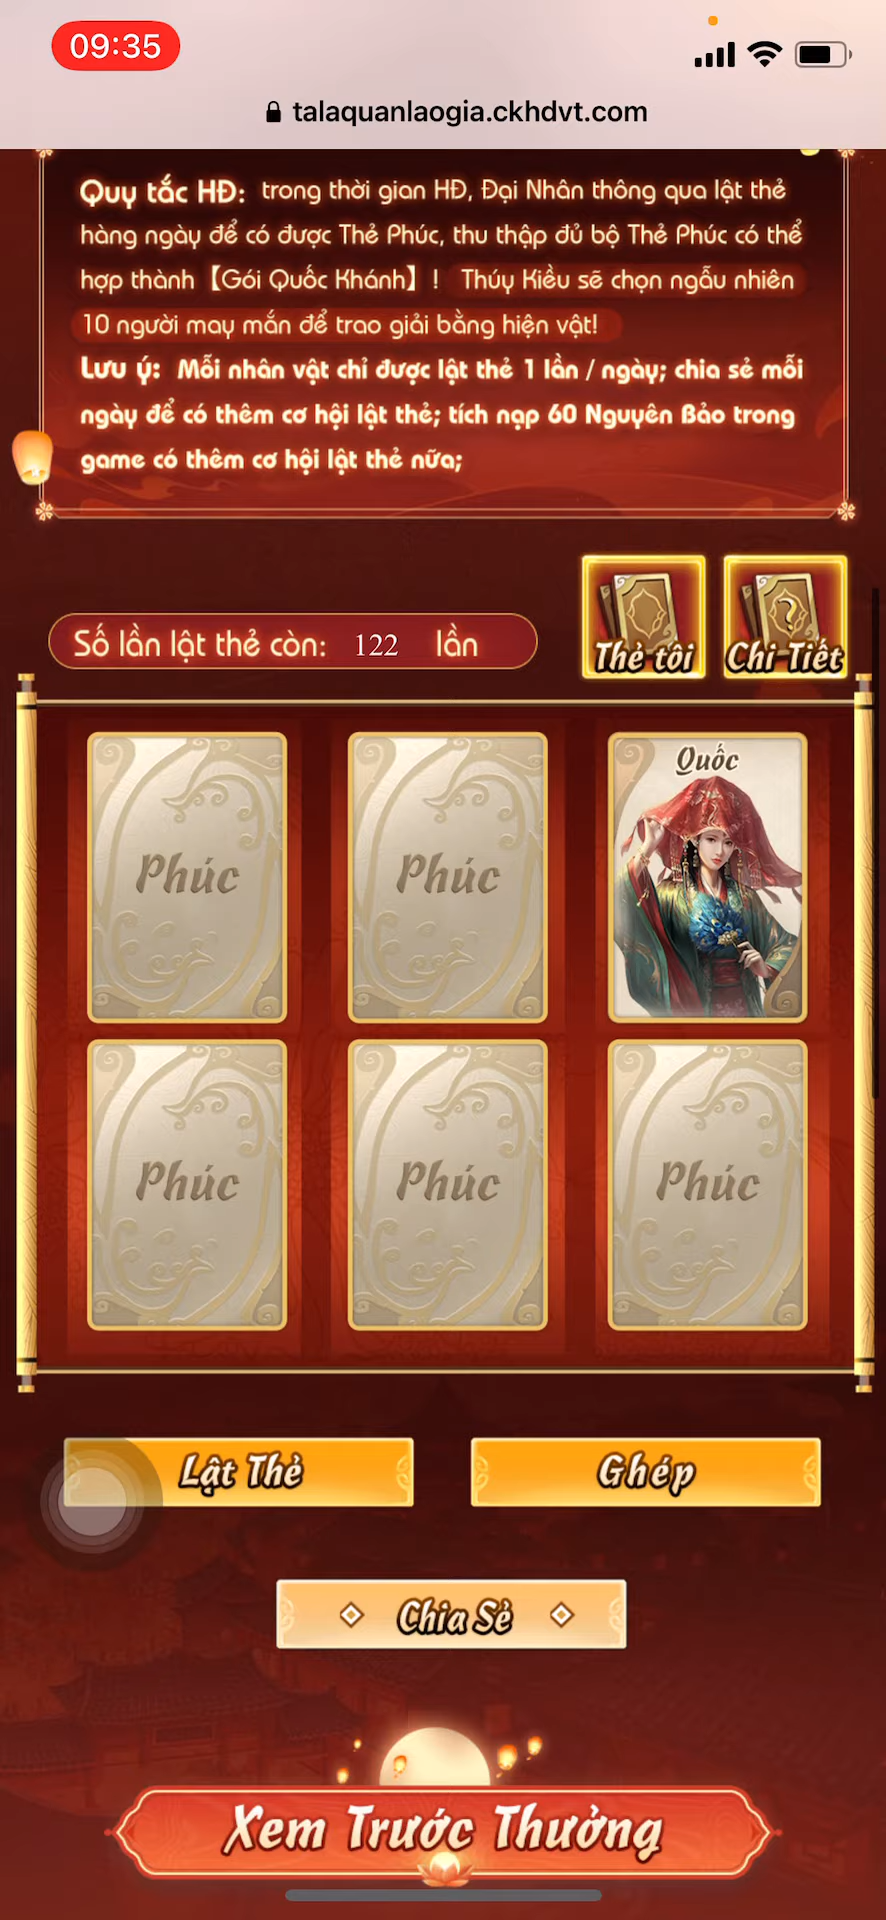 09:35
talaquanlaogia.ckhdvt.com
Quy tắc HĐ: trong thời gian HĐ, Đại Nhân thông qua lật thẻ
hàng ngày để có được Thẻ Phúc, thu thập đủ bộ Thẻ Phúc có thể
hợp thành【Gói Quốc Khánh】! Thúy Kiều sẽ chọn ngẫu nhiên
10 người may mắn để trao giải bằng hiện vật!
Lưu ý: Mỗi nhân vật chỉ được lật thẻ 1 lần / ngày; chia sẻ mỗi
ngày để có thêm cơ hội lật thẻ; tích nạp 60 Nguyên Bảo trong
game có thêm cơ hội lật thẻ nữa;
Số lần lật thẻ còn: 122 lần
Thẻ tôi
Chi Tiết
Phúc
Phúc
Quốc
Phúc
Phúc
Phúc
Lật Thẻ
Ghép
Chia Sẻ
Xem Trước Thưởng